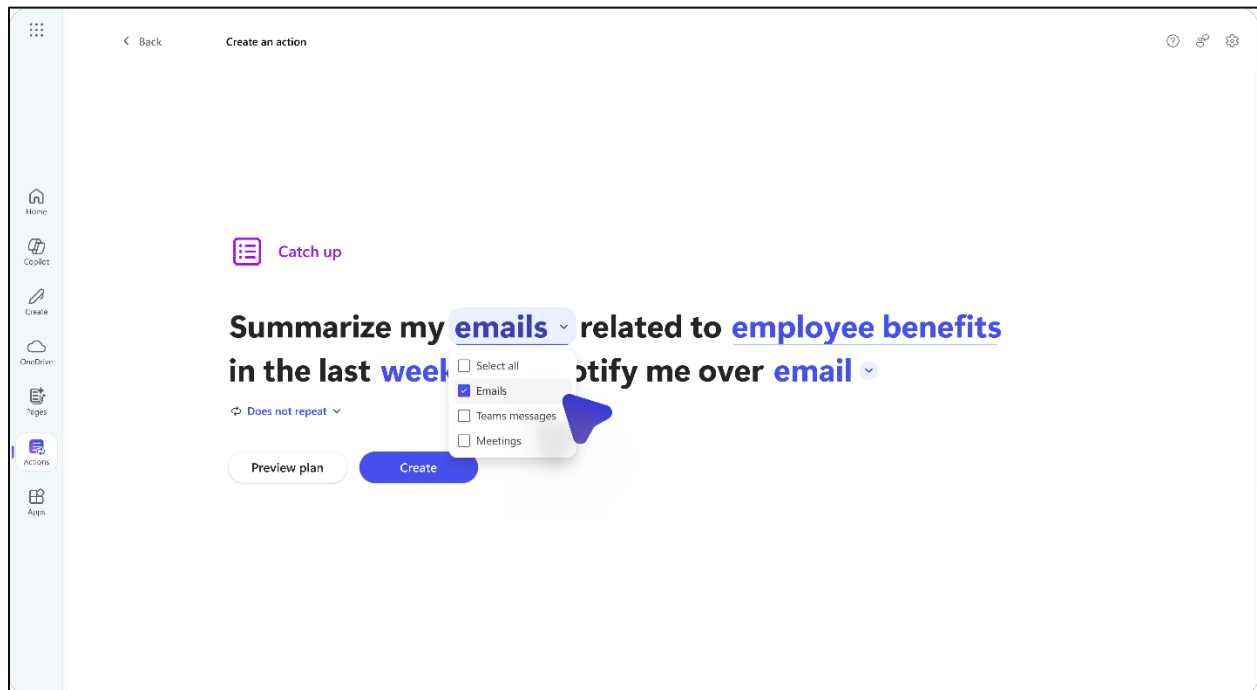 Back
Create an action
Home
Copilot
Create
OneDrive
Pages
Actions
Apps
Catch up
Summarize my emails related to employee benefits
in the last week notify me over email
Select all
Emails
Teams messages
Meetings
Does not repeat
Preview plan
Create